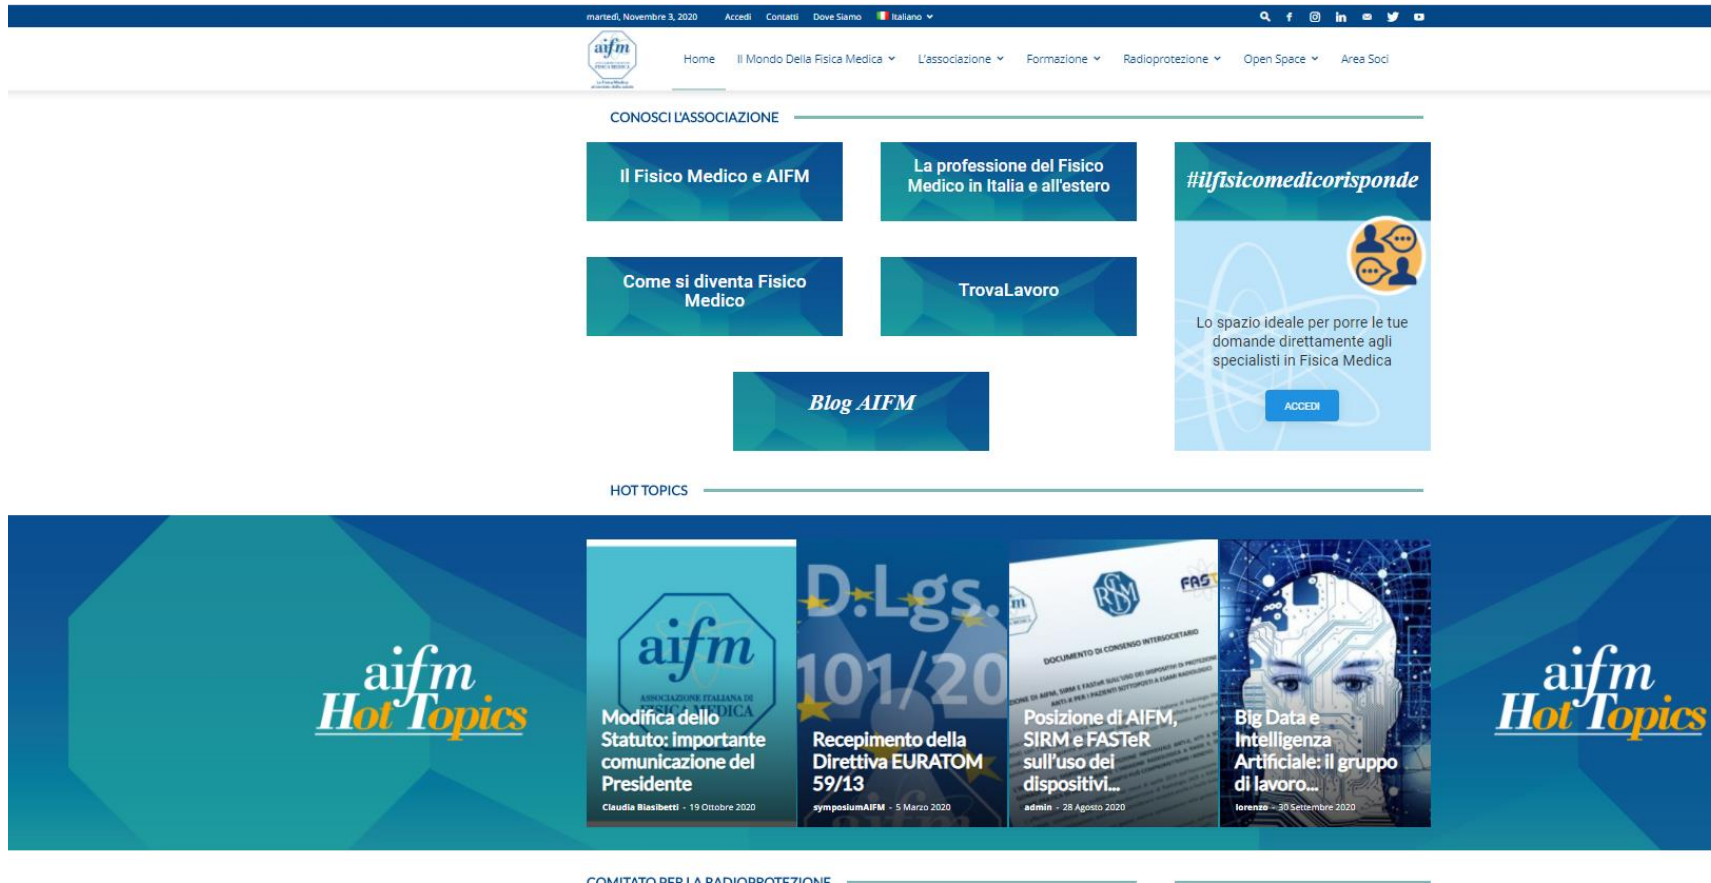 martedì, Novembre 3, 2020 Accedi Contatti Dove Siamo Italiano
aifm
Home Il Mondo Della Fisica Medica L'associazione Formazione Radioprotezione Open Space Area Soci
CONOSCI L'ASSOCIAZIONE
Il Fisico Medico e AIFM
La professione del Fisico
Medico in Italia e all'estero
#ilfisicomedicorisponde
Come si diventa Fisico
Medico
TrovaLavoro
Lo spazio ideale per porre le tue
domande direttamente agli
specialisti in Fisica Medica
ACCEDI
Blog AIFM
HOT TOPICS
aifm
Hot Topics
aifm
ASSOCIAZIONE ITALIANA DI
FISICA MEDICA
Modifica dello
Statuto: importante
comunicazione del
Presidente
Claudia Biasibetti - 19 Ottobre 2020
D.Lgs.
101/20
Recepimento della
Direttiva EURATOM
59/13
symposiumAIFM - 5 Marzo 2020
DOCUMENTO DI CONSENSO INTERSOCIETARIO
Posizione di AIFM,
SIRM e FASTeR
sull'uso dei
dispositivi...
admin - 28 Agosto 2020
Big Data e
Intelligenza
Artificiale: il gruppo
di lavoro...
lorenzo - 30 Settembre 2020
aifm
Hot Topics
COMITATO PER LA RADIOPROTEZIONE